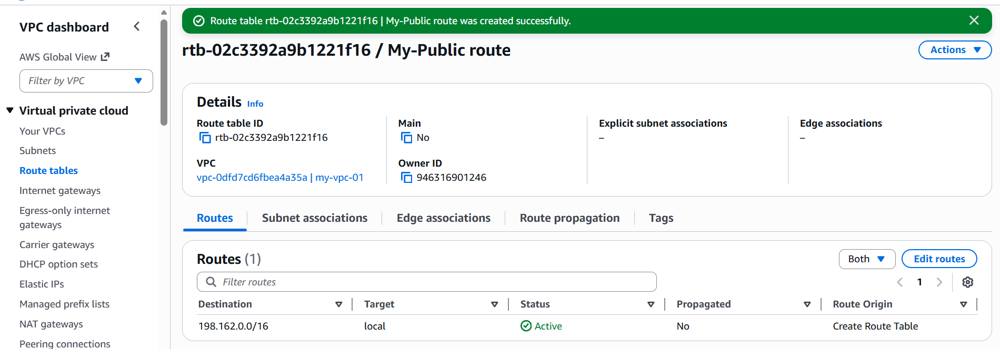 VPC dashboard
AWS Global View
Filter by VPC
Virtual private cloud
Your VPCs
Subnets
Route tables
Internet gateways
Egress-only internet
gateways
Carrier gateways
DHCP option sets
Elastic IPs
Managed prefix lists
NAT gateways
Peering connections
Route table rtb-02c3392a9b1221f16 | My-Public route was created successfully.
rtb-02c3392a9b1221f16 / My-Public route
Actions
Details Info
Route table ID
rtb-02c3392a9b1221f16
Main
No
Explicit subnet associations
–
Edge associations
–
VPC
vpc-0dfd7cd6fbea4a35a | my-vpc-01
Owner ID
946316901246
Routes Subnet associations Edge associations Route propagation Tags
Routes (1)
Both
Edit routes
Filter routes
1
Destination Target Status Propagated Route Origin
198.162.0.0/16 local Active No Create Route Table